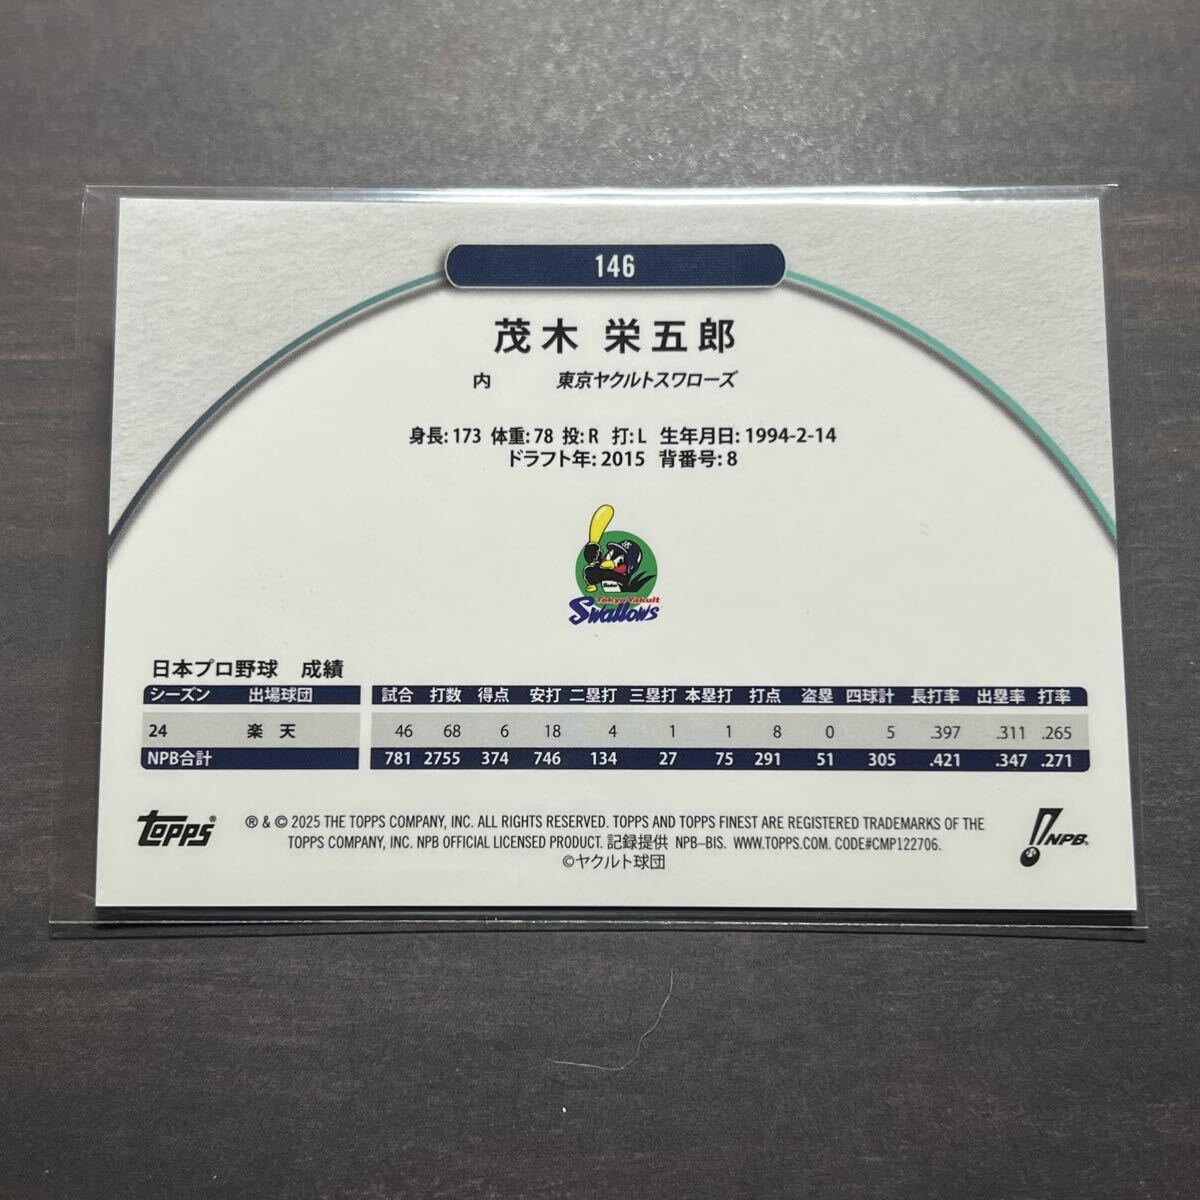 146
茂木 栄五郎
内 東京ヤクルトスワローズ
身長: 173 体重: 78 投: R 打: L 生年月日: 1994-2-14
ドラフト年: 2015 背番号: 8
Tokyo Yakult
Swallows
日本プロ野球 成績
シーズン 出場球団 試合 打数 得点 安打 二塁打 三塁打 本塁打 打点 盗塁 四球計 長打率 出塁率 打率
24 楽 天 46 68 6 18 4 1 1 8 0 5 .397 .311 .265
NPB合計 781 2755 374 746 134 27 75 291 51 305 .421 .347 .271
TOPPS® ® & © 2025 THE TOPPS COMPANY, INC. ALL RIGHTS RESERVED. TOPPS AND TOPPS FINEST ARE REGISTERED TRADEMARKS OF THE
TOPPS COMPANY, INC. NPB OFFICIAL LICENSED PRODUCT. 記録提供 NPB-BIS. WWW.TOPPS.COM. CODE#CMP122706.
©ヤクルト球団
NPB®